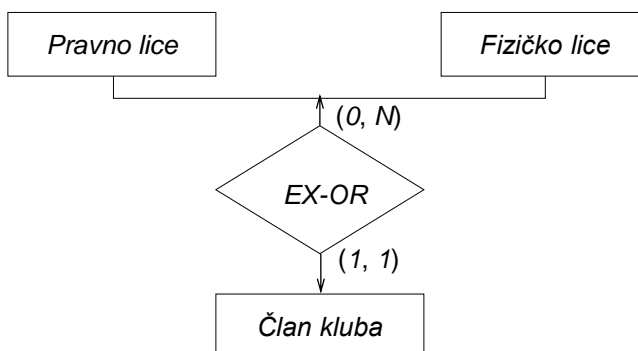 Pravno lice
Fizičko lice
(0, N)
EX-OR
(1, 1)
Član kluba